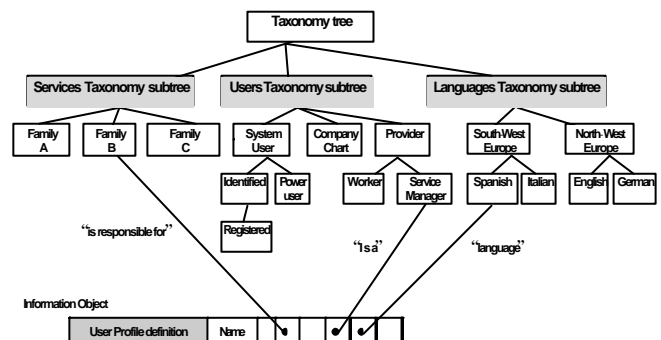 Taxonomy tree
Services Taxonomy subtree
Users Taxonomy subtree
Languages Taxonomy subtree
Family
A
Family
B
Family
C
System
User
Company
Chart
Provider
South-West
Europe
North-West
Europe
Identified
Power
user
Worker
Service
Manager
Spanish
Italian
English
German
Registered
“is responsible for”
“Is a”
“language”
Information Object
User Profile definition
Name